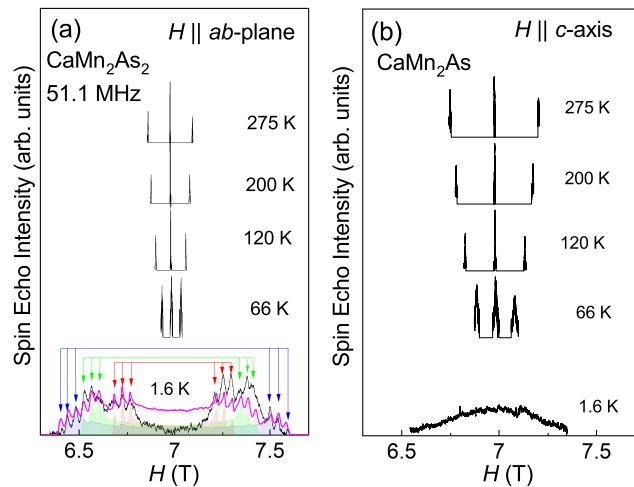 (a)
H || ab-plane
CaMn2As2
51.1 MHz
275 K
200 K
120 K
66 K
1.6 K
Spin Echo Intensity (arb. units)
6.5
7
7.5
H (T)
(b)
H || c-axis
CaMn2As
275 K
200 K
120 K
66 K
1.6 K
Spin Echo Intensity (arb. units)
6.5
7.0
7.5
H (T)